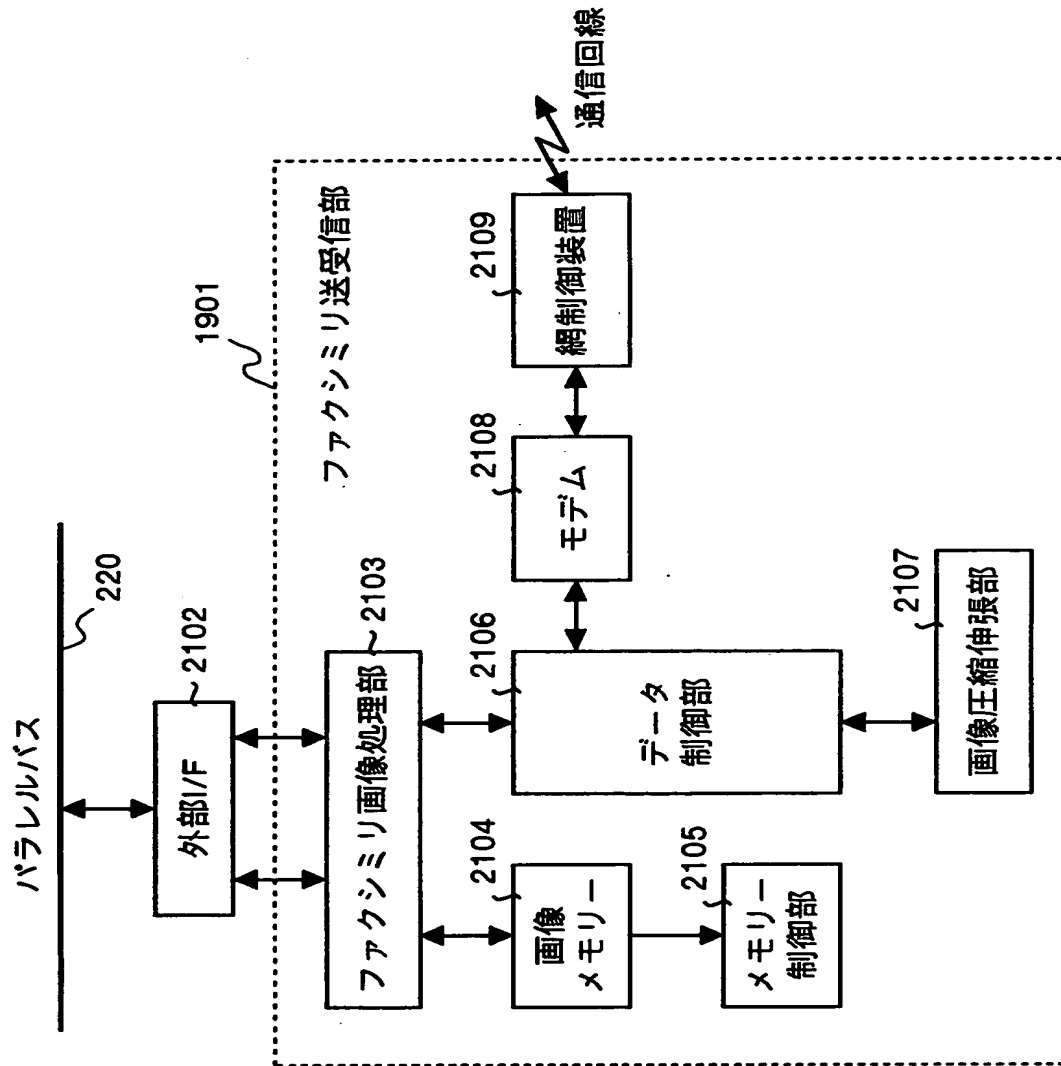 パラレルバス
220
外部I/F
2102
1901
ファクシミリ送受信部
ファクシミリ画像処理部
2103
画像
メモリー
2104
メモリー
制御部
2105
データ
制御部
2106
画像圧縮伸張部
2107
モデム
2108
網制御装置
2109
通信回線